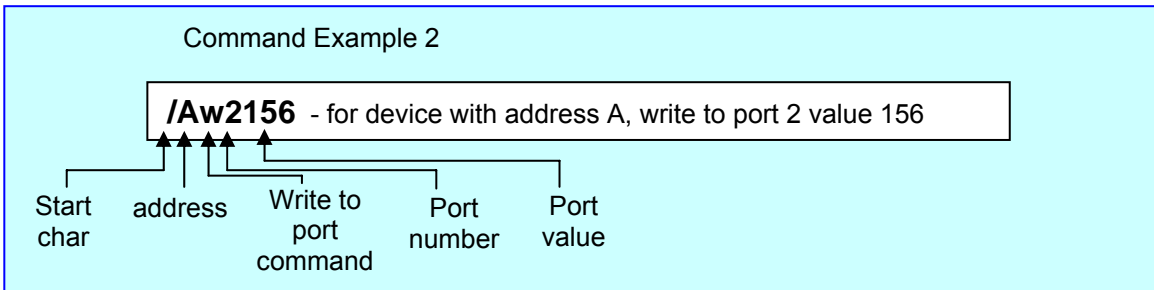 Command Example 2
/Aw2156 - for device with address A, write to port 2 value 156
Start char
address
Write to port command
Port number
Port value